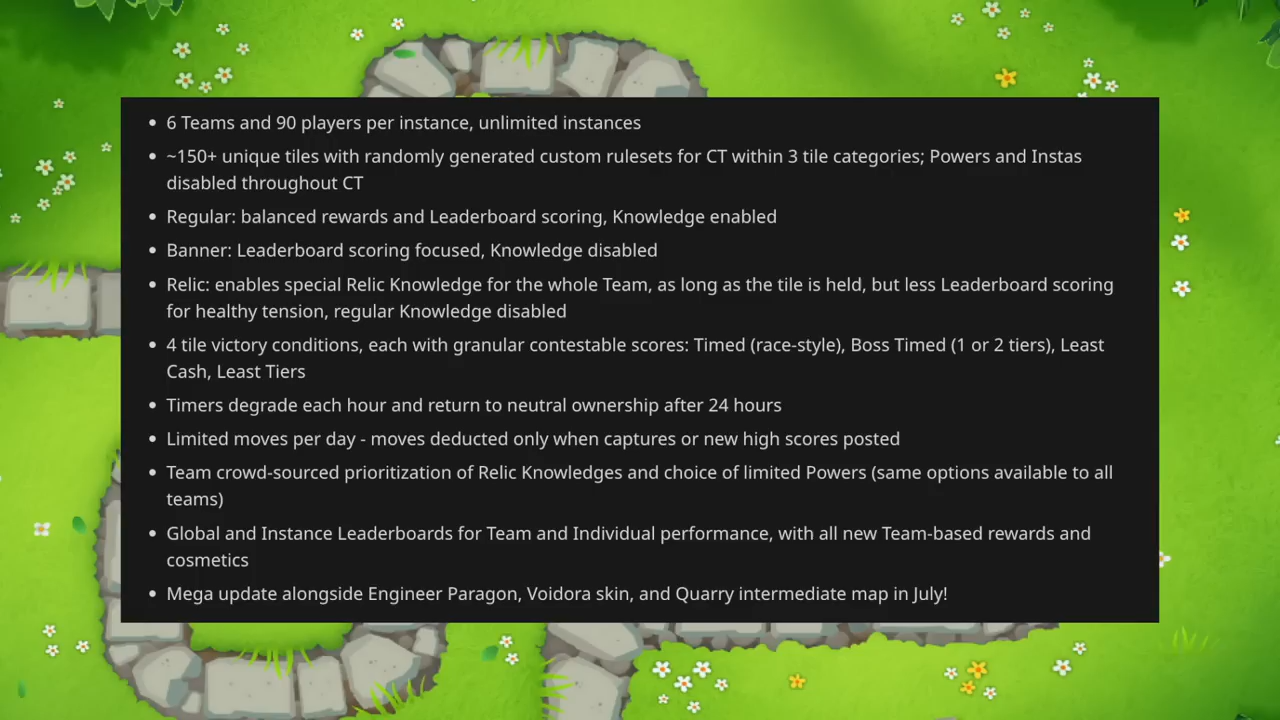 • 6 Teams and 90 players per instance, unlimited instances
• ~150+ unique tiles with randomly generated custom rulesets for CT within 3 tile categories; Powers and Instas
disabled throughout CT
• Regular: balanced rewards and Leaderboard scoring, Knowledge enabled
• Banner: Leaderboard scoring focused, Knowledge disabled
• Relic: enables special Relic Knowledge for the whole Team, as long as the tile is held, but less Leaderboard scoring
for healthy tension, regular Knowledge disabled
• 4 tile victory conditions, each with granular contestable scores: Timed (race-style), Boss Timed (1 or 2 tiers), Least
Cash, Least Tiers
• Timers degrade each hour and return to neutral ownership after 24 hours
• Limited moves per day - moves deducted only when captures or new high scores posted
• Team crowd-sourced prioritization of Relic Knowledges and choice of limited Powers (same options available to all
teams)
• Global and Instance Leaderboards for Team and Individual performance, with all new Team-based rewards and
cosmetics
• Mega update alongside Engineer Paragon, Voidora skin, and Quarry intermediate map in July!